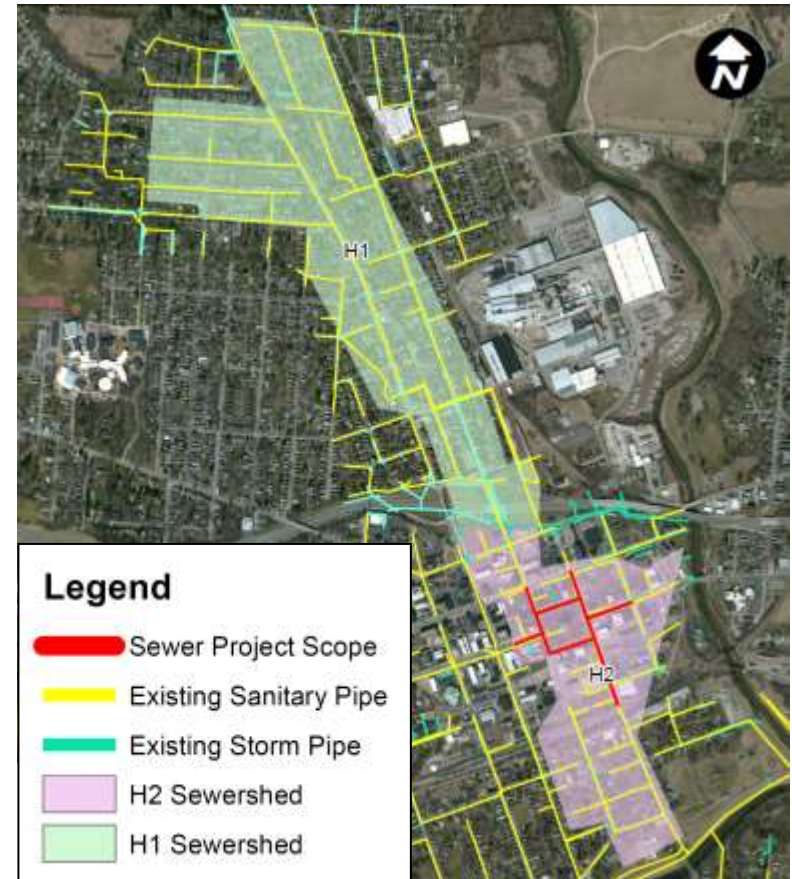 N
H1
H2
Legend
Sewer Project Scope
Existing Sanitary Pipe
Existing Storm Pipe
H2 Sewershed
H1 Sewershed